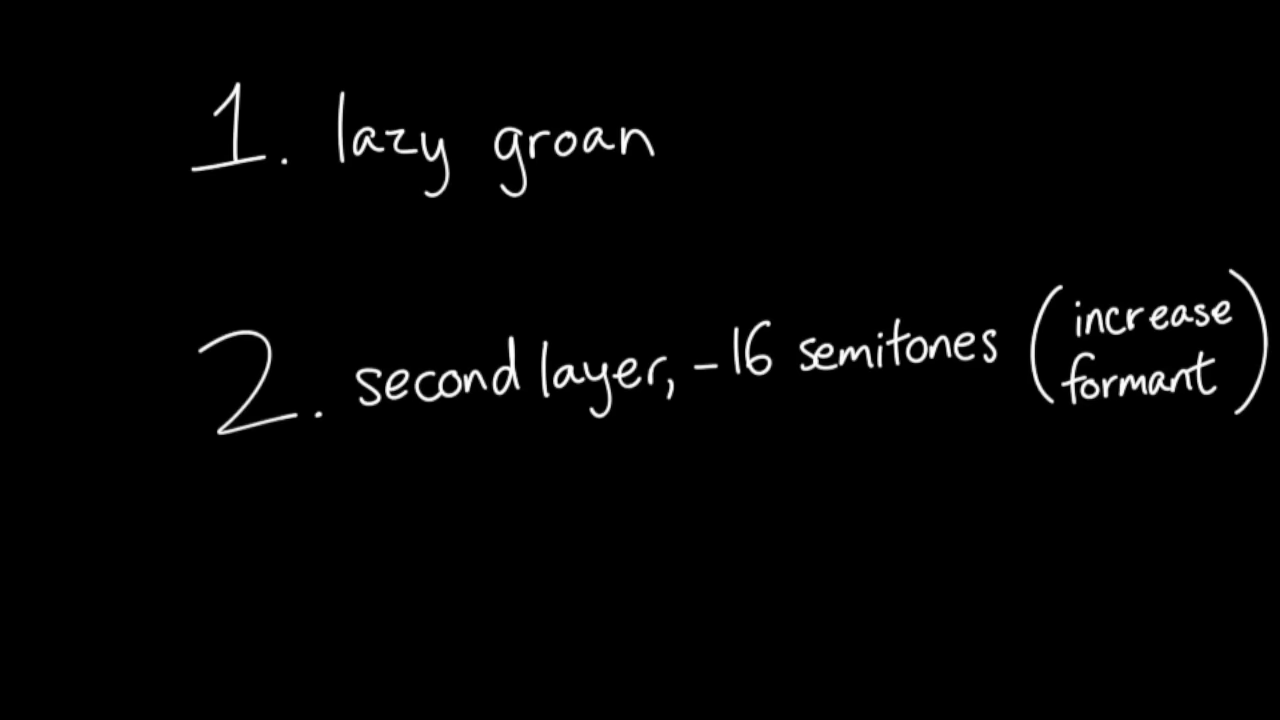 1. lazy groan
2. second layer, -16 semitones (increase formant)